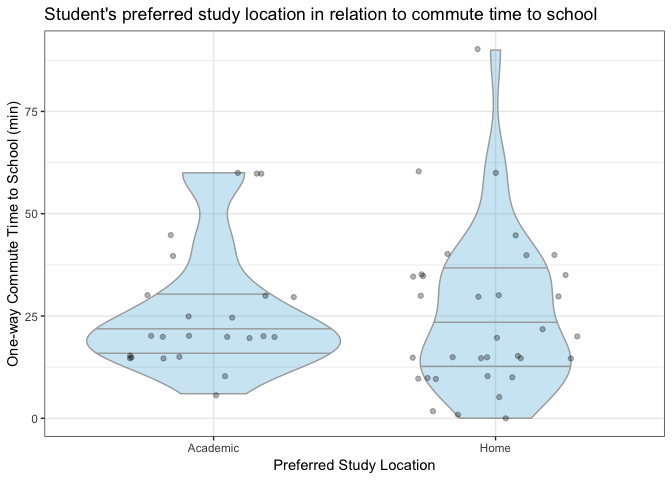 Student's preferred study location in relation to commute time to school
One-way Commute Time to School (min)
75
50
25
0
Academic
Home
Preferred Study Location